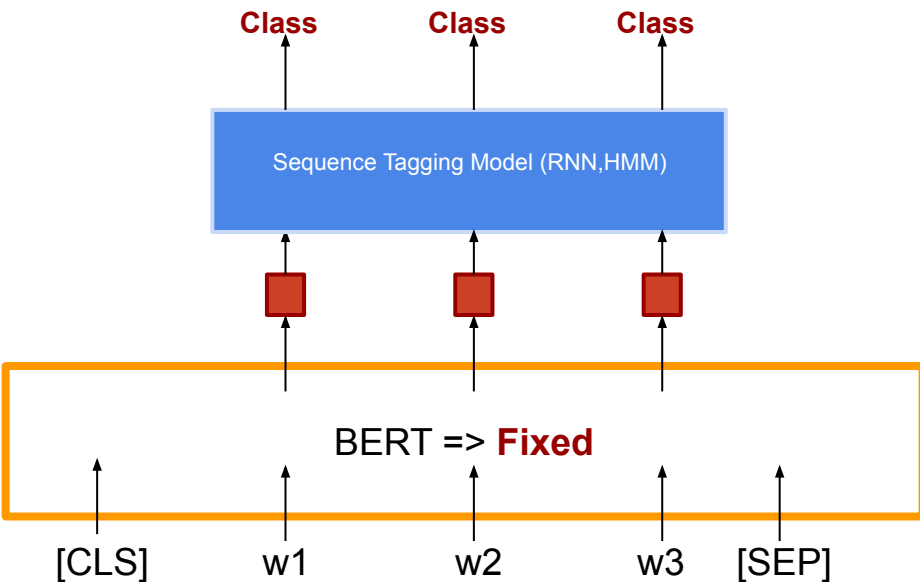 Class Class Class
Sequence Tagging Model (RNN,HMM)
BERT => Fixed
[CLS] w1 w2 w3 [SEP]